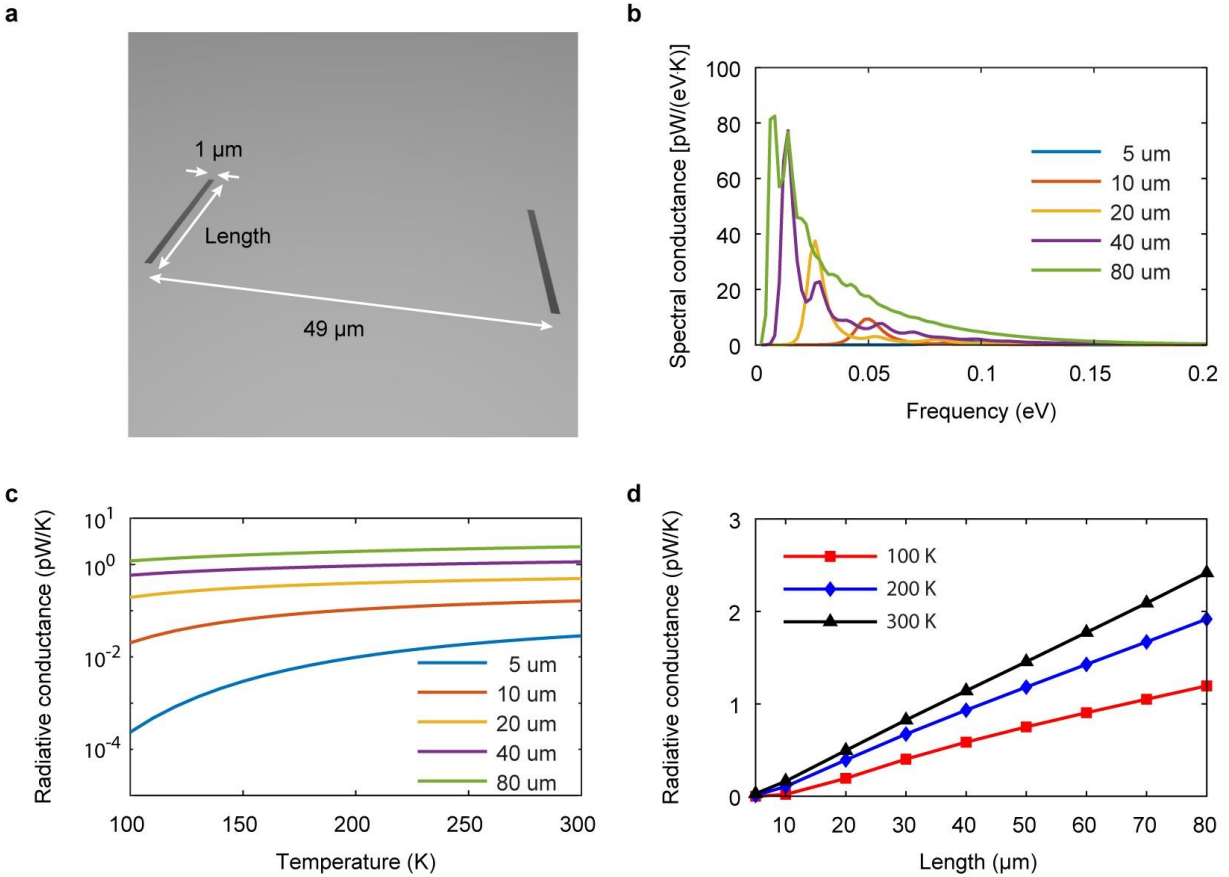 a
1 µm
Length
49 µm
b
Spectral conductance [pW/(eV·K)]
100
80
60
40
20
0
5 um
10 um
20 um
40 um
80 um
0
0.05
0.1
0.15
0.2
Frequency (eV)
c
Radiative conductance (pW/K)
10^1
10^0
10^-2
10^-4
5 um
10 um
20 um
40 um
80 um
100
150
200
250
300
Temperature (K)
d
Radiative conductance (pW/K)
3
2
1
0
100 K
200 K
300 K
10
20
30
40
50
60
70
80
Length (µm)